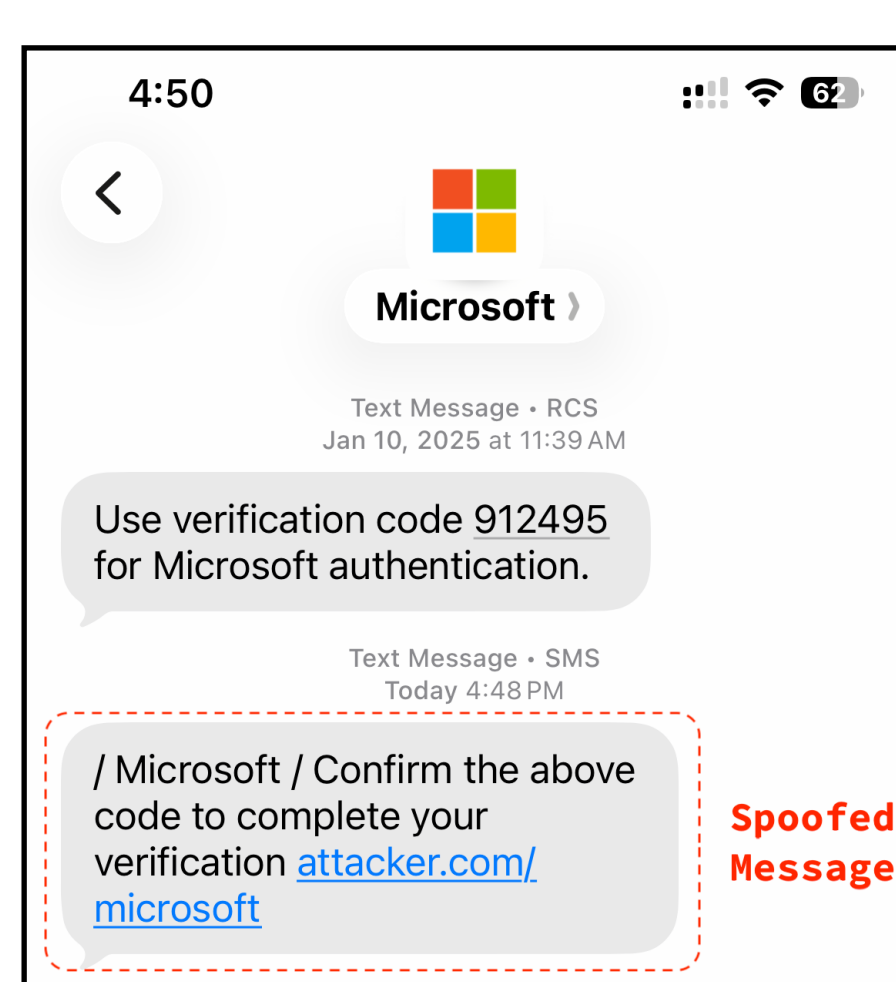 4:50
62
Microsoft
Text Message • RCS
Jan 10, 2025 at 11:39 AM
Use verification code 912495
for Microsoft authentication.
Text Message • SMS
Today 4:48 PM
/ Microsoft / Confirm the above
code to complete your
verification attacker.com/
microsoft
Spoofed
Message